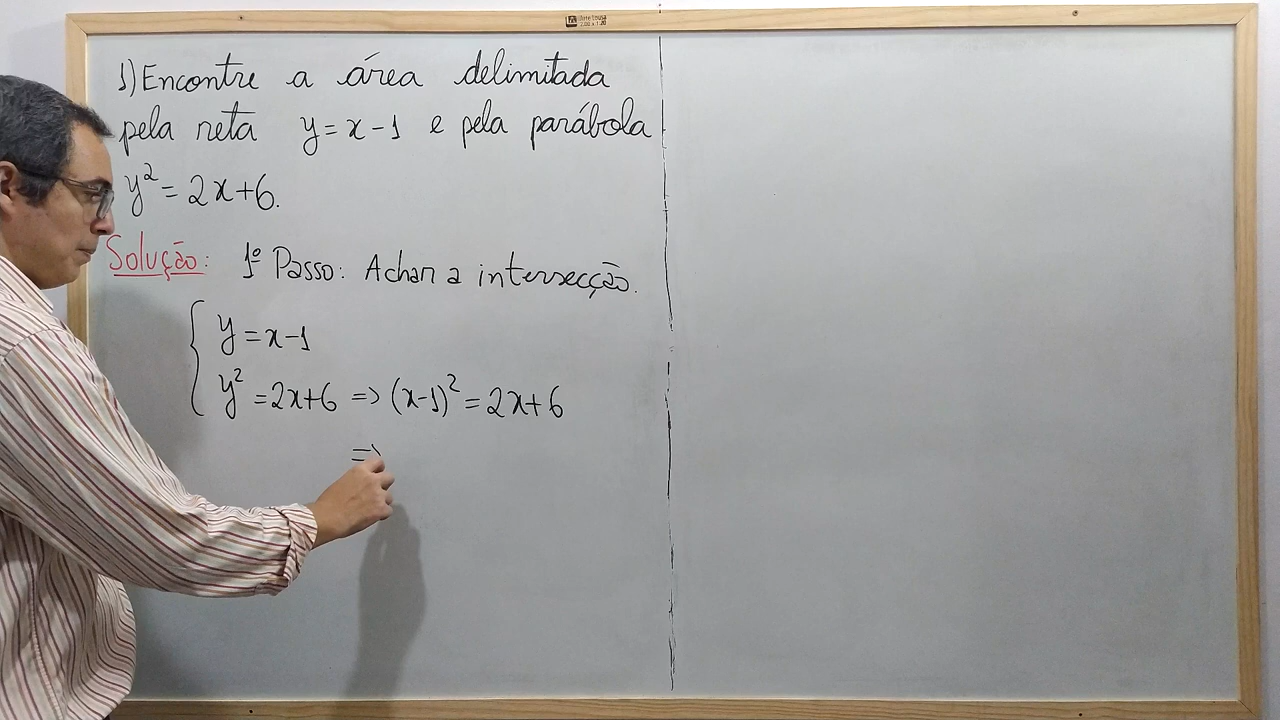 1) Encontre a área delimitada
pela reta y = x - 1 e pela parábola
y² = 2x + 6.
Solução: 1º Passo: Achar a intersecção.
{ y = x - 1
y² = 2x + 6 => (x - 1)² = 2x + 6
=>